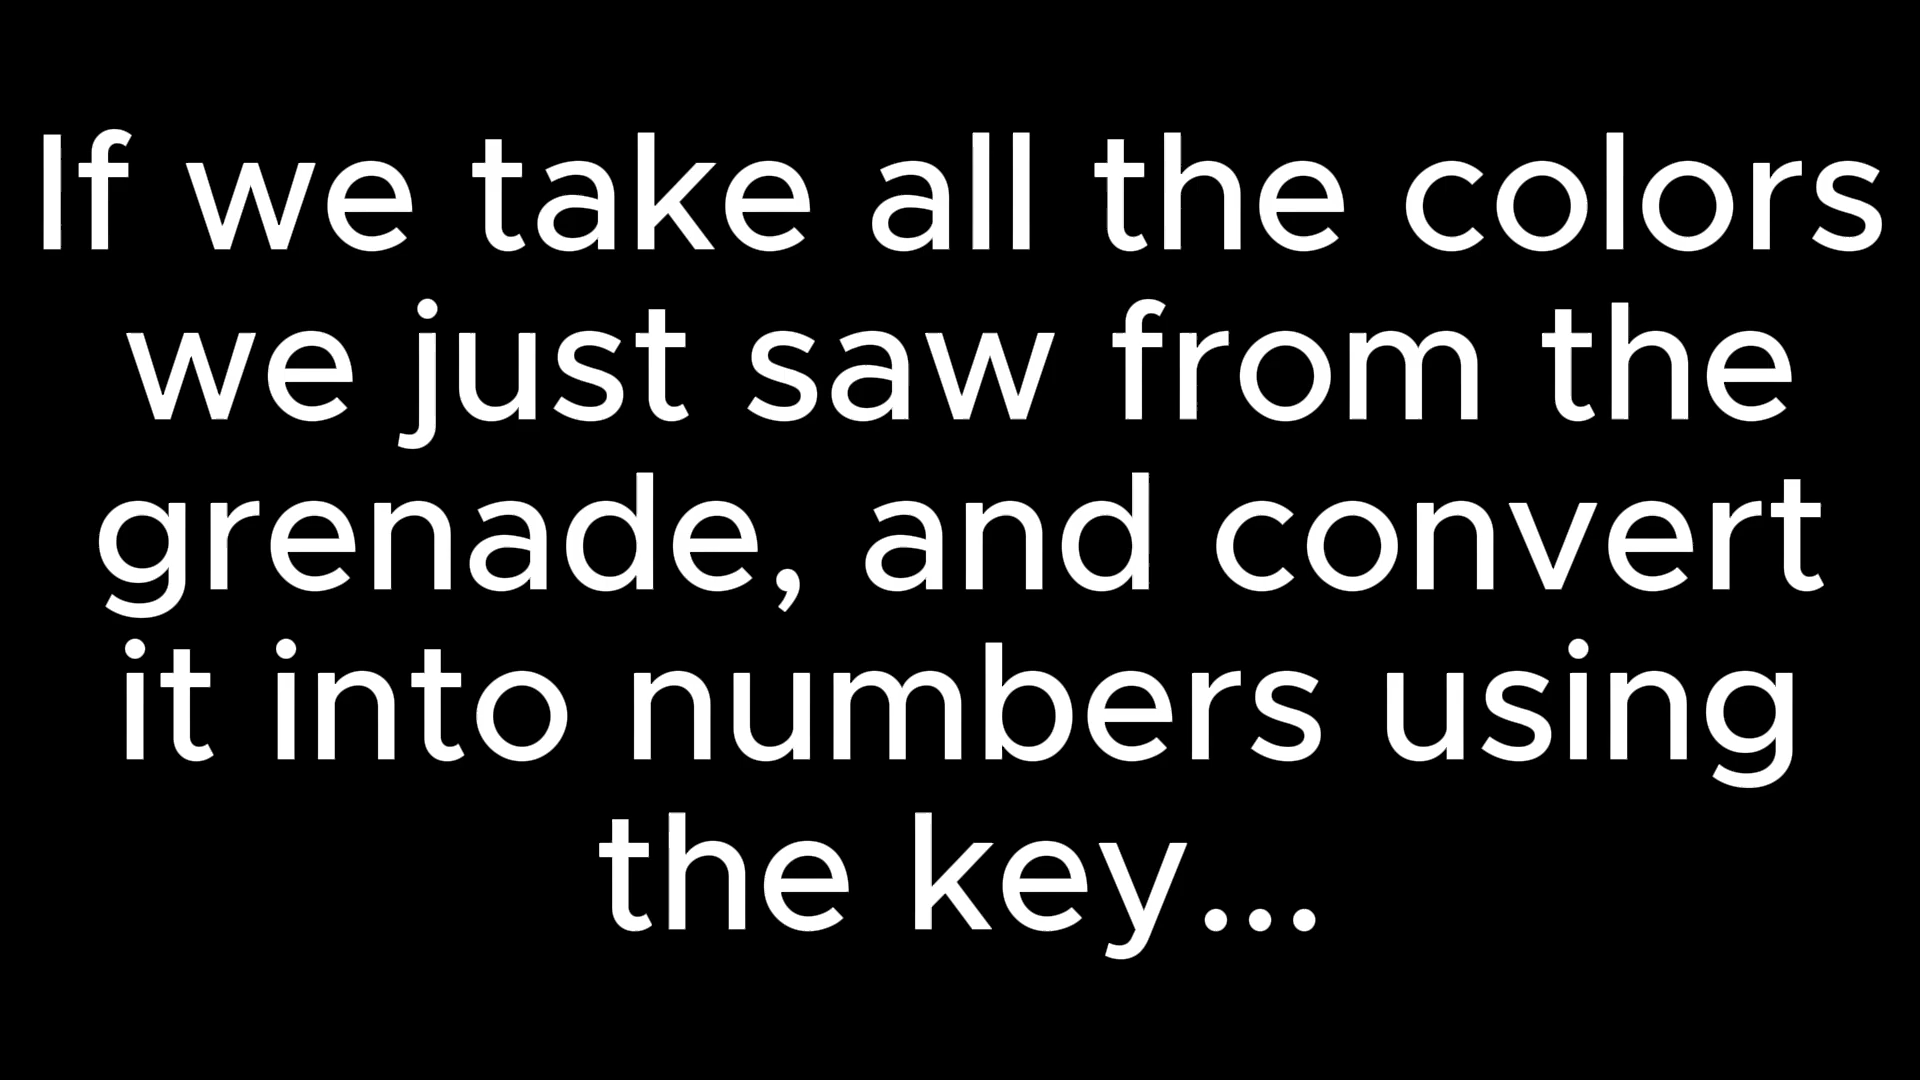 If we take all the colors
we just saw from the
grenade, and convert
it into numbers using
the key...